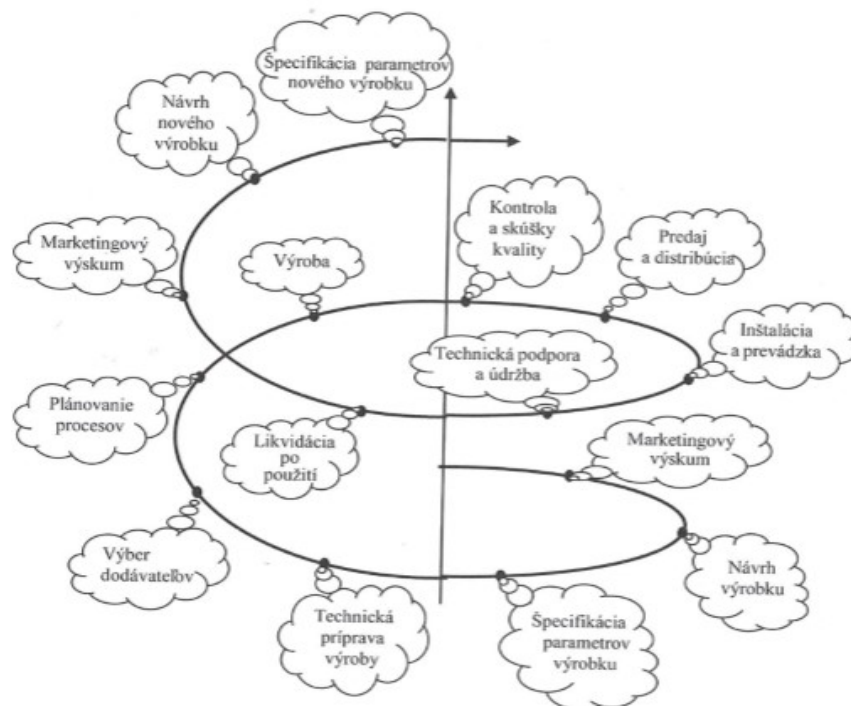 Špecifikácia parametrov
nového výrobku
Návrh
nového
výrobku
Kontrola
a skúšky
kvality
Predaj
a distribúcia
Marketingový
výskum
Výroba
Inštalácia
a prevádzka
Technická podpora
a údržba
Plánovanie
procesov
Likvidácia
po
použití
Marketingový
výskum
Výber
dodávateľov
Návrh
výrobku
Technická
príprava
výroby
Špecifikácia
parametrov
výrobku